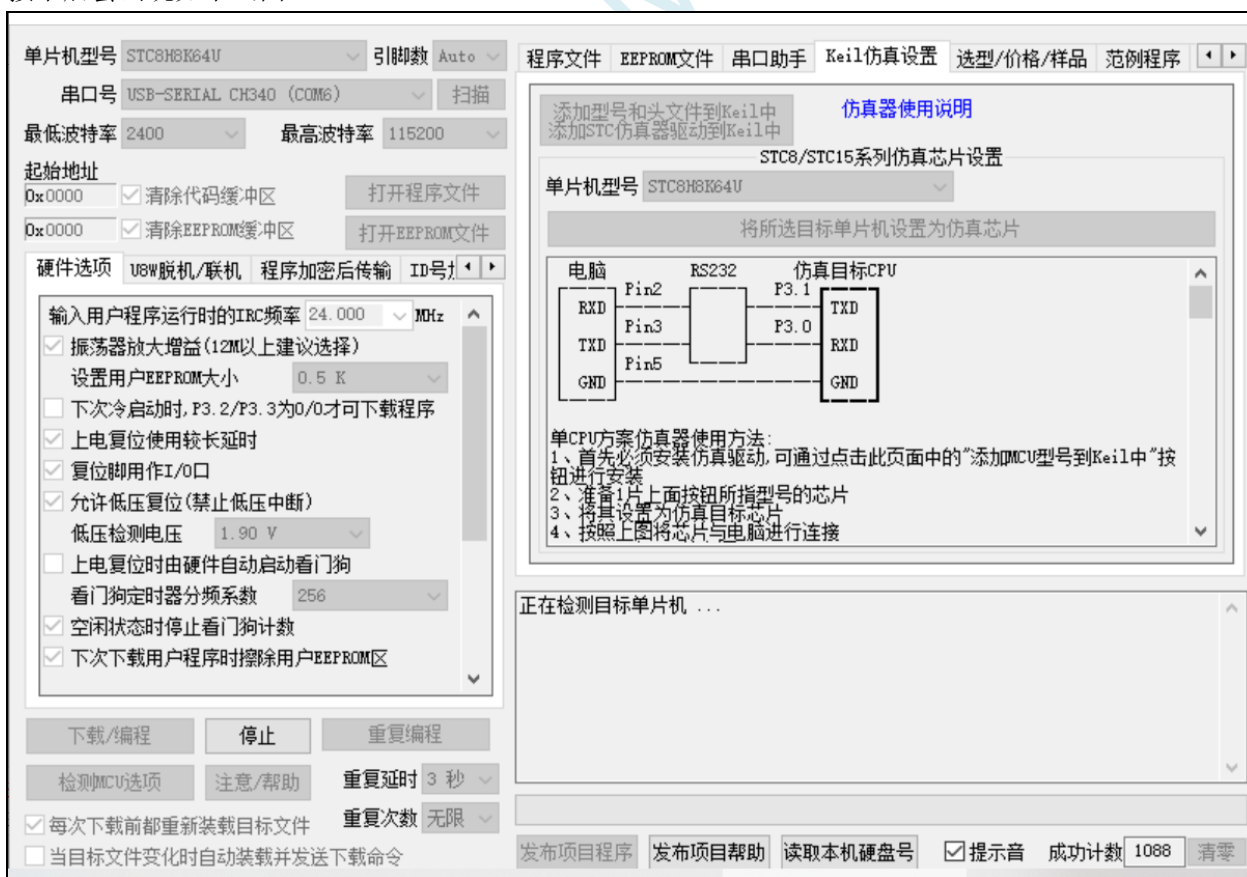 单片机型号 STC8H8K64U 引脚数 Auto
串口号 USB-SERIAL CH340 (COM6) 扫描
最低波特率 2400 最高波特率 115200
起始地址
0x0000 清除代码缓冲区 打开程序文件
0x0000 清除EEPROM缓冲区 打开EEPROM文件
硬件选项 U8W脱机/联机 程序加密后传输 ID号
输入用户程序运行时的IRC频率 24.000 MHz
振荡器放大增益(12M以上建议选择)
设置用户EEPROM大小 0.5 K
下次冷启动时,P3.2/P3.3为0/0才可下载程序
上电复位使用较长延时
复位脚用作I/O口
允许低压复位(禁止低压中断)
低压检测电压 1.90 V
上电复位时由硬件自动启动看门狗
看门狗定时器分频系数 256
空闲状态时停止看门狗计数
下次下载用户程序时擦除用户EEPROM区
下载/编程 停止 重复编程
检测MCU选项 注意/帮助 重复延时 3 秒
每次下载前都重新装载目标文件 重复次数 无限
当目标文件变化时自动装载并发送下载命令
程序文件 EEPROM文件 串口助手 Keil仿真设置 选型/价格/样品 范例程序
添加型号和头文件到Keil中
添加STC仿真器驱动到Keil中
仿真器使用说明
STC8/STC15系列仿真芯片设置
单片机型号 STC8H8K64U
将所选目标单片机设置为仿真芯片
电脑 RS232 仿真目标CPU
Pin2 P3.1
RXD TXD
Pin3 P3.0
TXD RXD
Pin5
GND GND
单CPU方案仿真器使用方法:
1、首先必须安装仿真驱动,可通过点击此页面中的"添加MCU型号到Keil中"按
钮进行安装
2、准备1片上面按钮所指型号的芯片
3、将其设置为仿真目标芯片
4、按照上图将芯片与电脑进行连接
正在检测目标单片机 ...
发布项目程序 发布项目帮助 读取本机硬盘号 提示音 成功计数 1088 清零